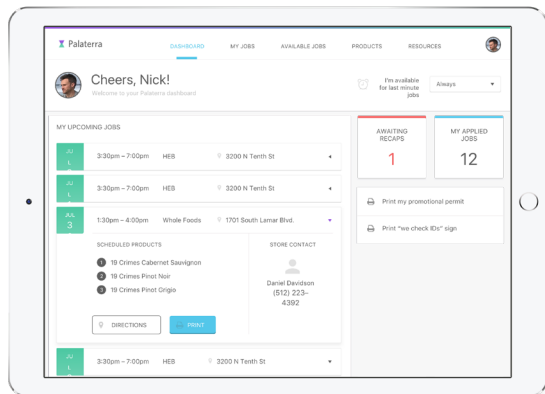 Palaterra
DASHBOARD MY JOBS AVAILABLE JOBS PRODUCTS RESOURCES
Cheers, Nick!
Welcome to your Palaterra dashboard
I'm available
for last minute
jobs
Always
MY UPCOMING JOBS
JU
L
3:30pm – 7:00pm HEB 3200 N Tenth St
JU
L
3:30pm – 7:00pm HEB 3200 N Tenth St
JUL
3
1:30pm – 4:00pm Whole Foods 1701 South Lamar Blvd.
SCHEDULED PRODUCTS
1 19 Crimes Cabernet Sauvignon
2 19 Crimes Pinot Noir
3 19 Crimes Pinot Grigio
STORE CONTACT
Daniel Davidson
(512) 223–
4392
DIRECTIONS
PRINT
JU
L
3:30pm – 7:00pm HEB 3200 N Tenth St
AWAITING
RECAPS
1
MY APPLIED
JOBS
12
Print my promotional permit
Print “we check IDs” sign